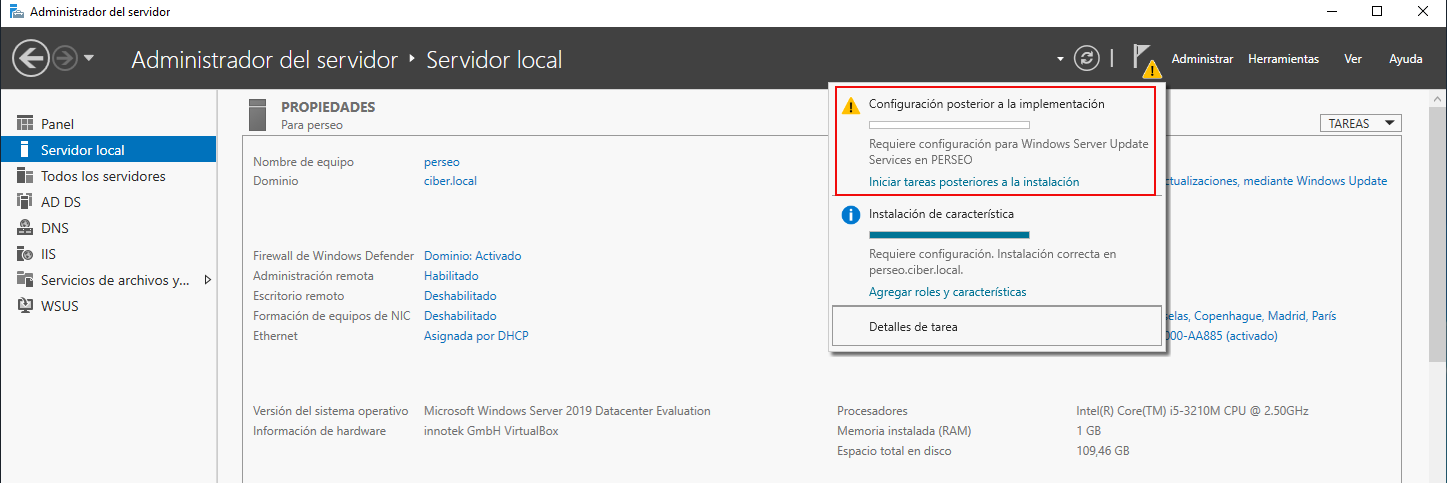 Administrador del servidor
Administrador del servidor
Servidor local
Administrar
Herramientas
Ver
Ayuda
Panel
Servidor local
Todos los servidores
AD DS
DNS
IIS
Servicios de archivos y...
WSUS
PROPIEDADES
Para perseo
TAREAS
Nombre de equipo perseo
Dominio ciber.local
Firewall de Windows Defender Dominio: Activado
Administración remota Habilitado
Escritorio remoto Deshabilitado
Formación de equipos de NIC Deshabilitado
Ethernet Asignada por DHCP
Versión del sistema operativo Microsoft Windows Server 2019 Datacenter Evaluation
Información de hardware innotek GmbH VirtualBox
Configuración posterior a la implementación
Requiere configuración para Windows Server Update
Services en PERSEO
Iniciar tareas posteriores a la instalación
Instalación de característica
Requiere configuración. Instalación correcta en
perseo.ciber.local.
Agregar roles y características
Detalles de tarea
ctualizaciones, mediante Windows Update
selas, Copenhague, Madrid, París
000-AA885 (activado)
Procesadores Intel(R) Core(TM) i5-3210M CPU @ 2.50GHz
Memoria instalada (RAM) 1 GB
Espacio total en disco 109,46 GB